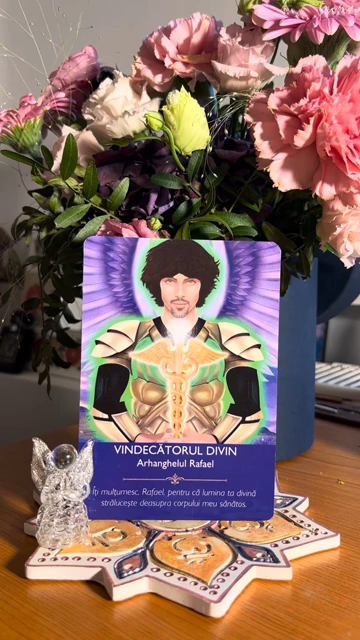 VINDECĂTORUL DIVIN
Arhanghelul Rafael
Îți mulțumesc, Rafael, pentru că lumina ta divină
strălucește deasupra corpului meu sănătos.